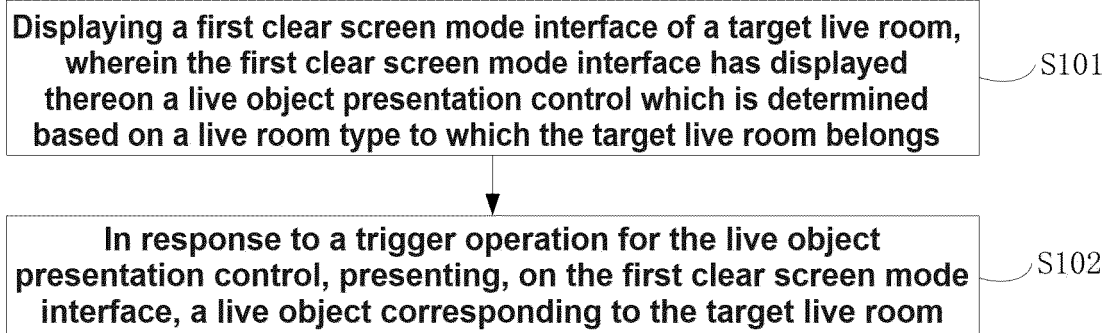 Displaying a first clear screen mode interface of a target live room,
wherein the first clear screen mode interface has displayed
thereon a live object presentation control which is determined
based on a live room type to which the target live room belongs
S101
In response to a trigger operation for the live object
presentation control, presenting, on the first clear screen mode
interface, a live object corresponding to the target live room
S102